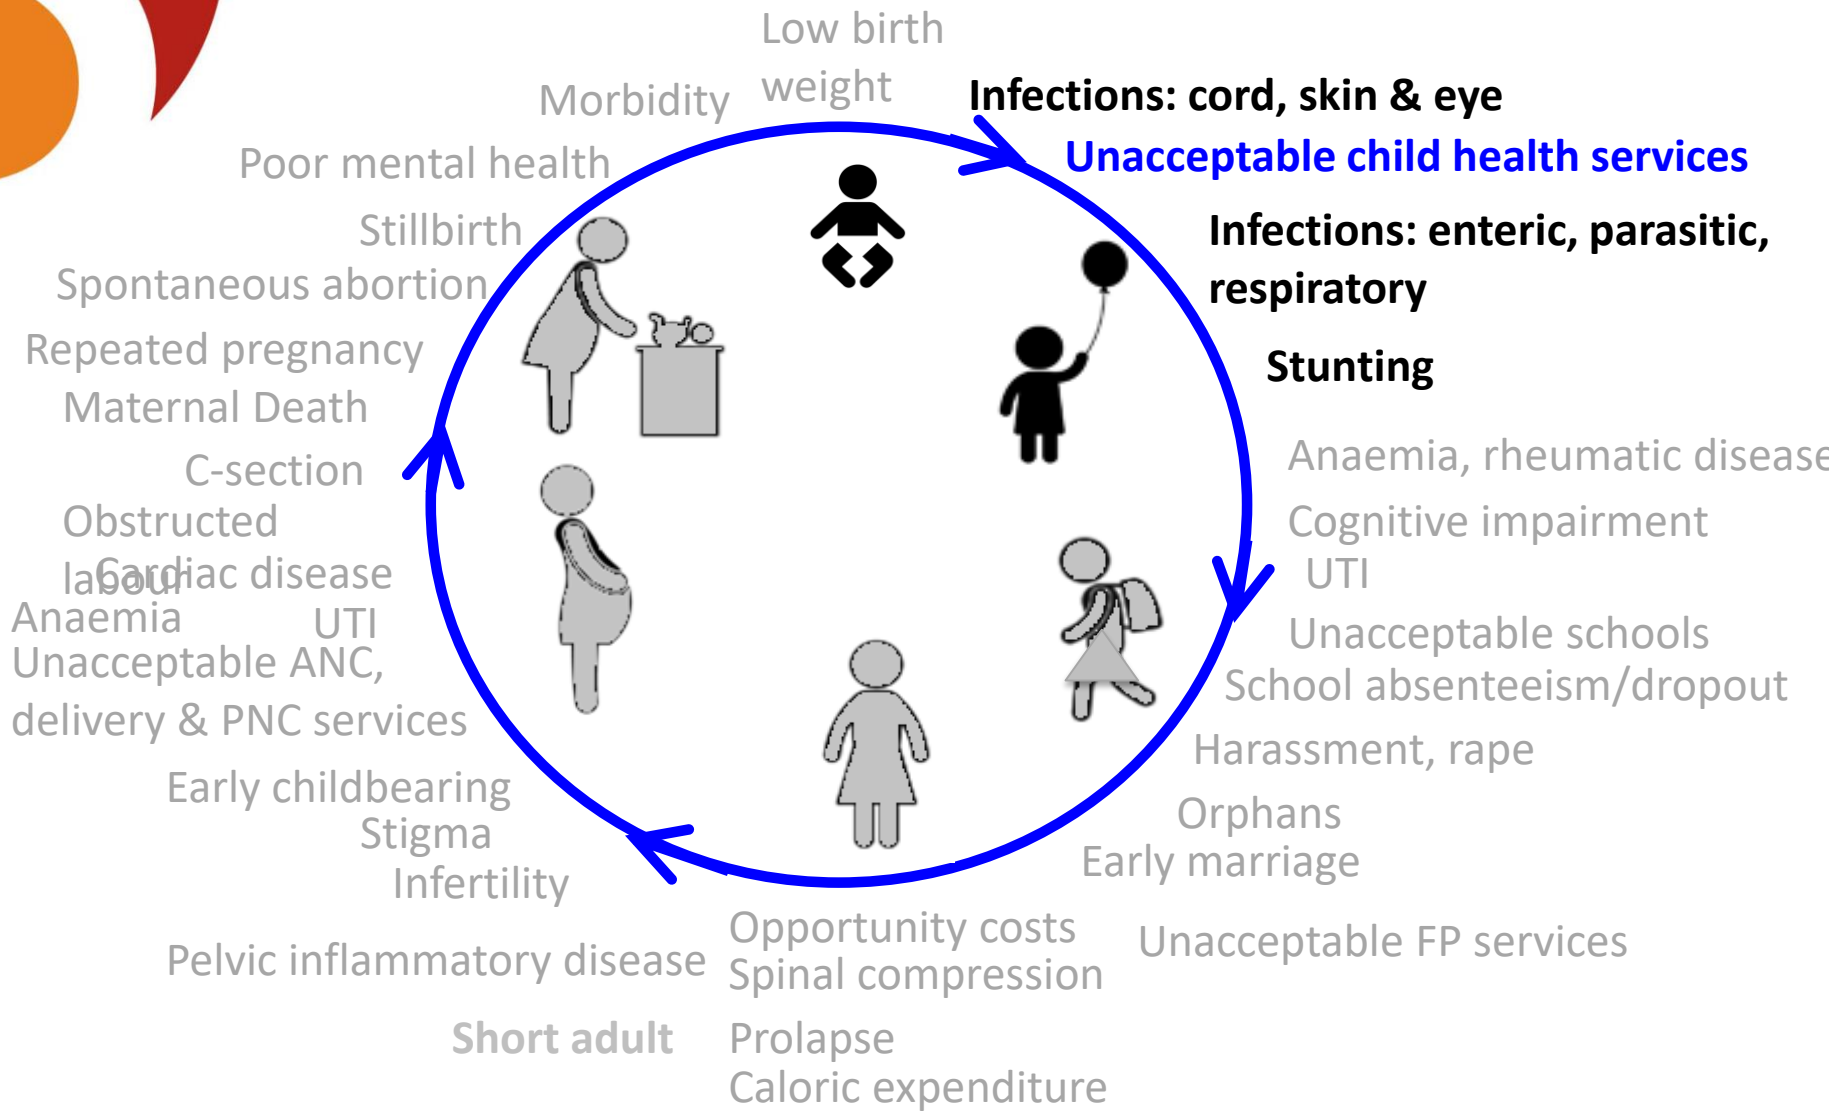 Low birth
weight
Morbidity
Infections: cord, skin & eye
Unacceptable child health services
Poor mental health
Stillbirth
Infections: enteric, parasitic,
respiratory
Spontaneous abortion
Repeated pregnancy
Stunting
Maternal Death
C-section
Anaemia, rheumatic disease
Obstructed
labour
Cognitive impairment
Cardiac disease
UTI
Anaemia
UTI
Unacceptable schools
Unacceptable ANC,
delivery & PNC services
School absenteeism/dropout
Harassment, rape
Early childbearing
Orphans
Stigma
Early marriage
Infertility
Opportunity costs
Unacceptable FP services
Pelvic inflammatory disease
Spinal compression
Short adult
Prolapse
Caloric expenditure